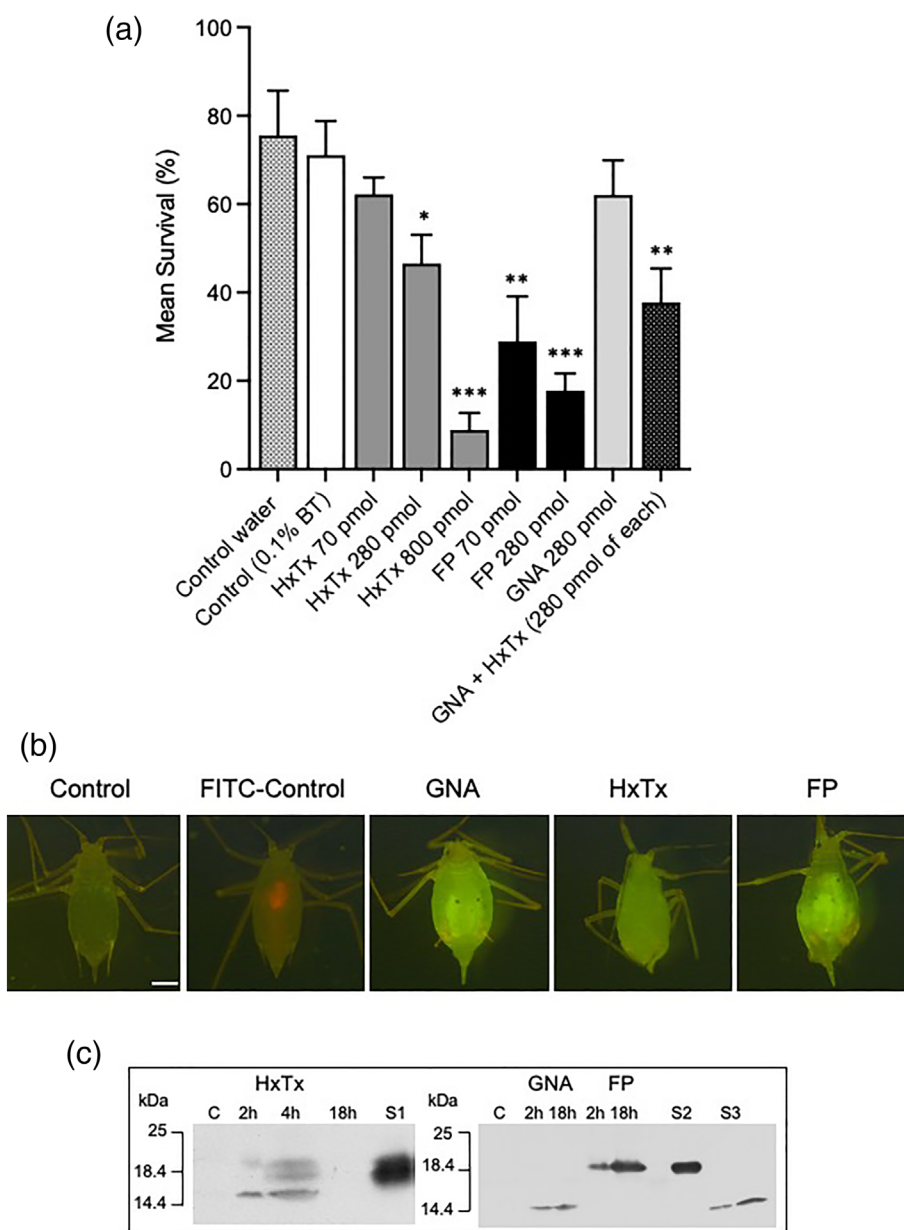 (a)
Mean Survival (%)
100
80
60
40
20
0
*
***
**
***
**
Control water
Control (0.1% BT)
HxTx 70 pmol
HxTx 280 pmol
HxTx 800 pmol
FP 70 pmol
FP 280 pmol
GNA 280 pmol
GNA + HxTx (280 pmol of each)
(b)
Control FITC-Control GNA HxTx FP
(c)
HxTx GNA FP
kDa C 2h 4h 18h S1 kDa C 2h 18h 2h 18h S2 S3
25 25
18.4 18.4
14.4 14.4